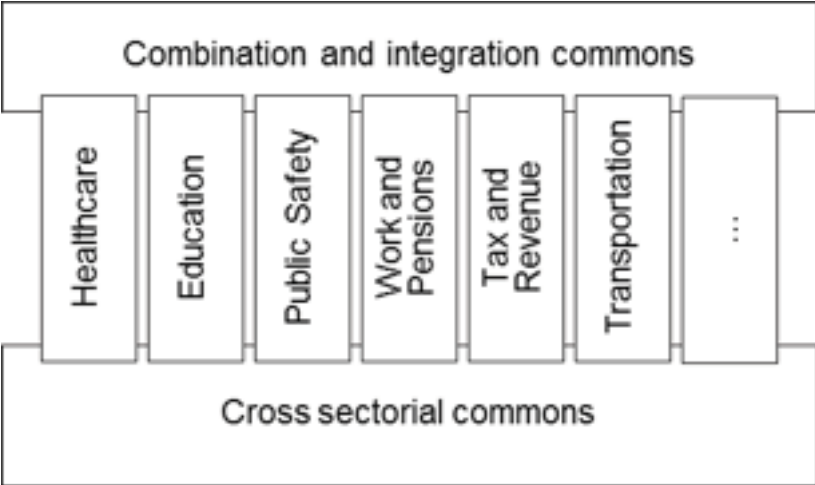 Combination and integration commons
Healthcare
Education
Public Safety
Work and
Pensions
Tax and
Revenue
Transportation
...
Cross sectorial commons